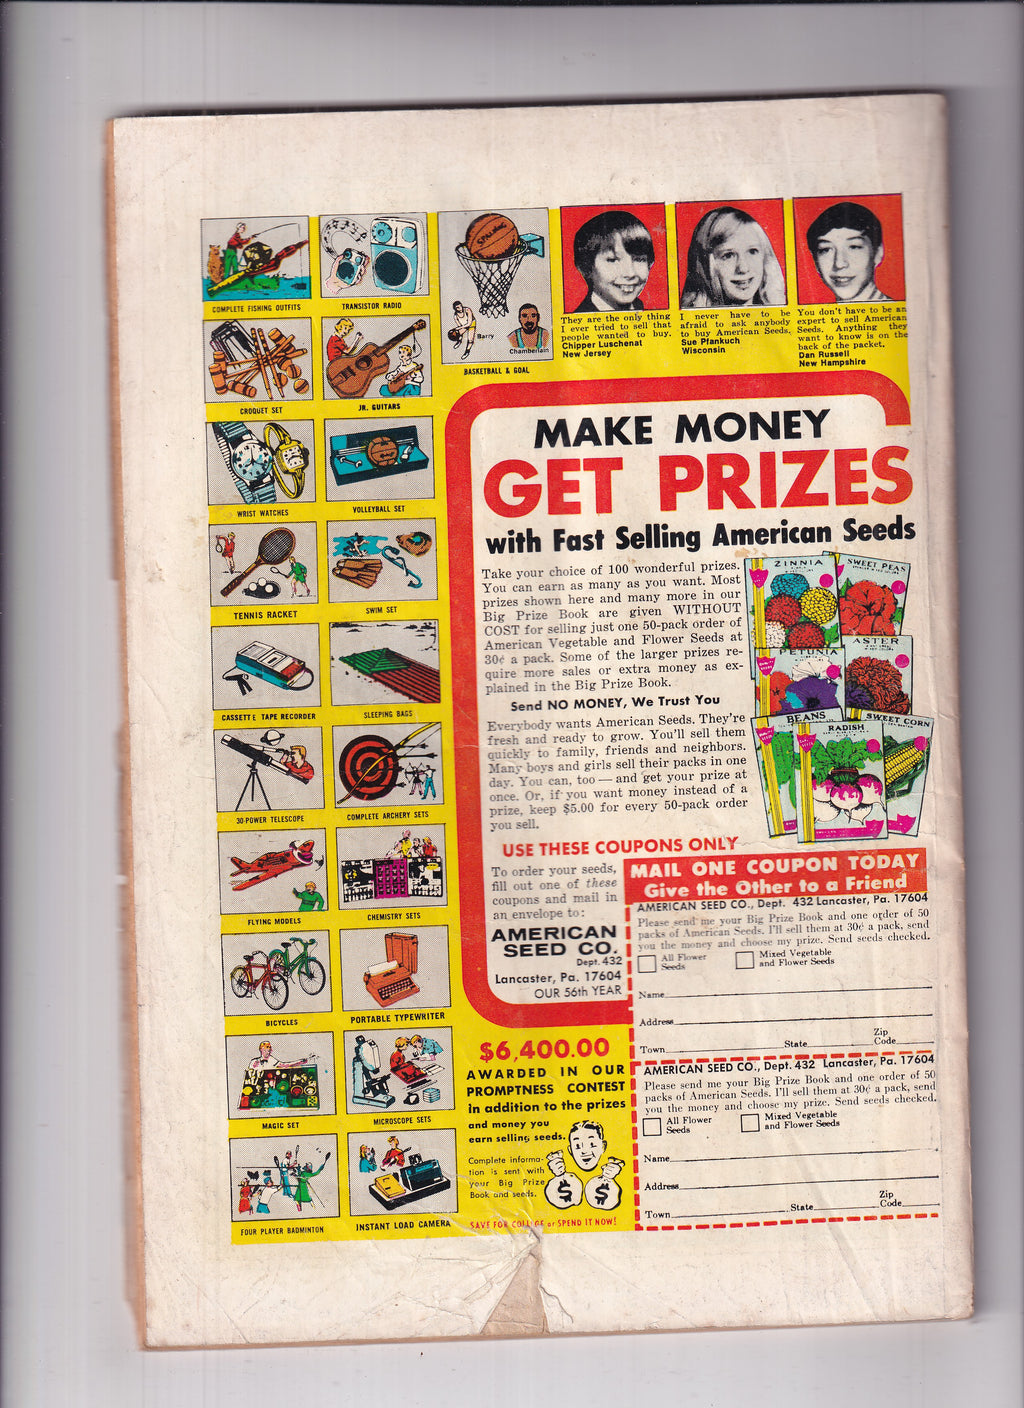 COMPLETE FISHING OUTFITS
TRANSISTOR RADIO
CROQUET SET
JR. GUITARS
WRIST WATCHES
VOLLEYBALL SET
TENNIS RACKET
SWIM SET
CASSETTE TAPE RECORDER
SLEEPING BAGS
30-POWER TELESCOPE
COMPLETE ARCHERY SETS
FLYING MODELS
CHEMISTRY SETS
BICYCLES
PORTABLE TYPEWRITER
MAGIC SET
MICROSCOPE SETS
FOUR PLAYER BADMINTON
INSTANT LOAD CAMERA
SPALDING
Barry
Chamberlain
BASKETBALL & GOAL
They are the only thing
I ever tried to sell that
people wanted to buy.
Chipper Luschenat
New Jersey
I never have to be
afraid to ask anybody
to buy American Seeds.
Sue Pfankuch
Wisconsin
You don't have to be an
expert to sell American
Seeds. Anything they
want to know is on the
back of the packet.
Dan Russell
New Hampshire
MAKE MONEY
GET PRIZES
with Fast Selling American Seeds
Take your choice of 100 wonderful prizes.
You can earn as many as you want. Most
prizes shown here and many more in our
Big Prize Book are given WITHOUT
COST for selling just one 50-pack order of
American Vegetable and Flower Seeds at
30¢ a pack. Some of the larger prizes re-
quire more sales or extra money as ex-
plained in the Big Prize Book.
Send NO MONEY, We Trust You
Everybody wants American Seeds. They're
fresh and ready to grow. You'll sell them
quickly to family, friends and neighbors.
Many boys and girls sell their packs in one
day. You can, too — and get your prize at
once. Or, if you want money instead of a
prize, keep $5.00 for every 50-pack order
you sell.
ZINNIA
SWEET PEAS
PETUNIA
ASTER
BEANS
RADISH
SWEET CORN
USE THESE COUPONS ONLY
To order your seeds,
fill out one of these
coupons and mail in
an envelope to:
AMERICAN
SEED CO.
Dept. 432
Lancaster, Pa. 17604
OUR 56th YEAR
$6,400.00
AWARDED IN OUR
PROMPTNESS CONTEST
in addition to the prizes
and money you
earn selling seeds.
Complete informa-
tion is sent with
your Big Prize
Book and seeds.
$ $
SAVE FOR COLLEGE or SPEND IT NOW!
MAIL ONE COUPON TODAY
Give the Other to a Friend
AMERICAN SEED CO., Dept. 432 Lancaster, Pa. 17604
Please send me your Big Prize Book and one order of 50
packs of American Seeds. I'll sell them at 30¢ a pack, send
you the money and choose my prize. Send seeds checked.
All Flower
Seeds
Mixed Vegetable
and Flower Seeds
Name
Address
Town State Zip Code
AMERICAN SEED CO., Dept. 432 Lancaster, Pa. 17604
Please send me your Big Prize Book and one order of 50
packs of American Seeds. I'll sell them at 30¢ a pack, send
you the money and choose my prize. Send seeds checked.
All Flower
Seeds
Mixed Vegetable
and Flower Seeds
Name
Address
Town State Zip Code